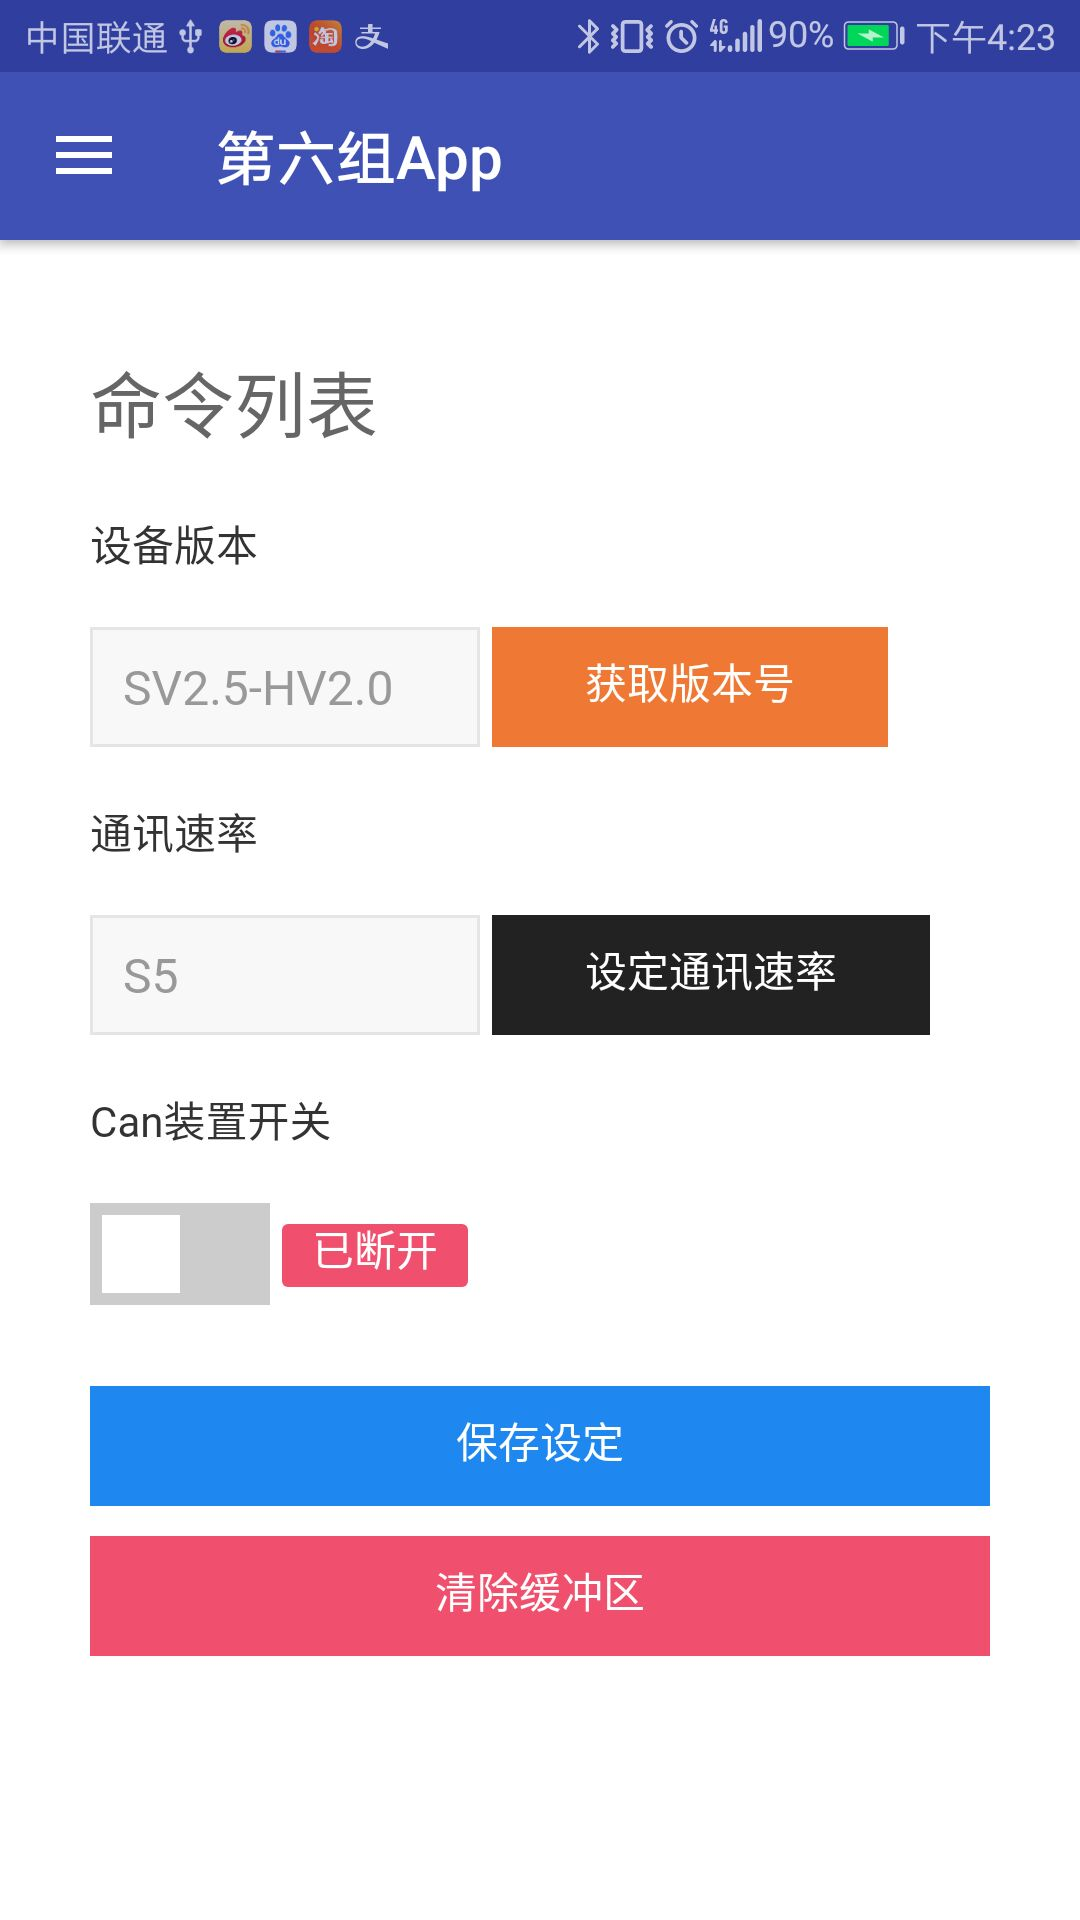 中国联通 4G 90% 下午4:23
第六组App
命令列表
设备版本
SV2.5-HV2.0 获取版本号
通讯速率
S5 设定通讯速率
Can装置开关
已断开
保存设定
清除缓冲区